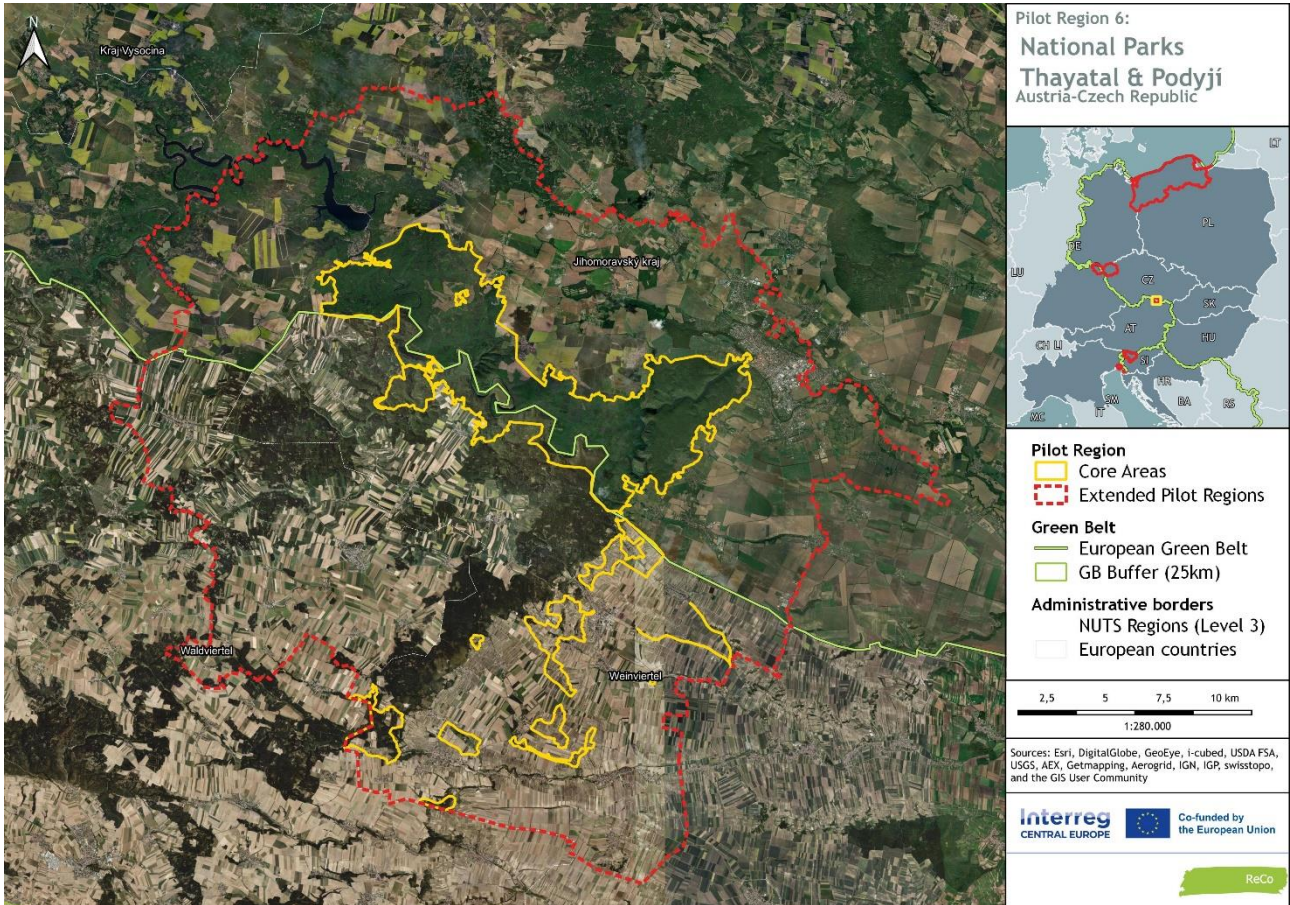 N
Kraj Vysocina
Jihomoravský kraj
Waldviertel
Weinviertel
Pilot Region 6:
National Parks
Thayatal & Podyjí
Austria-Czech Republic
LT
PL
DE
LU
CZ
SK
AT
HU
CH LI
SI
HR
SM
BA
RS
MC
IT
Pilot Region
Core Areas
Extended Pilot Regions
Green Belt
European Green Belt
GB Buffer (25km)
Administrative borders
NUTS Regions (Level 3)
European countries
2,5 5 7,5 10 km
1:280.000
Sources: Esri, DigitalGlobe, GeoEye, i-cubed, USDA FSA,
USGS, AEX, Getmapping, Aerogrid, IGN, IGP, swisstopo,
and the GIS User Community
Interreg
CENTRAL EUROPE
Co-funded by
the European Union
ReCo